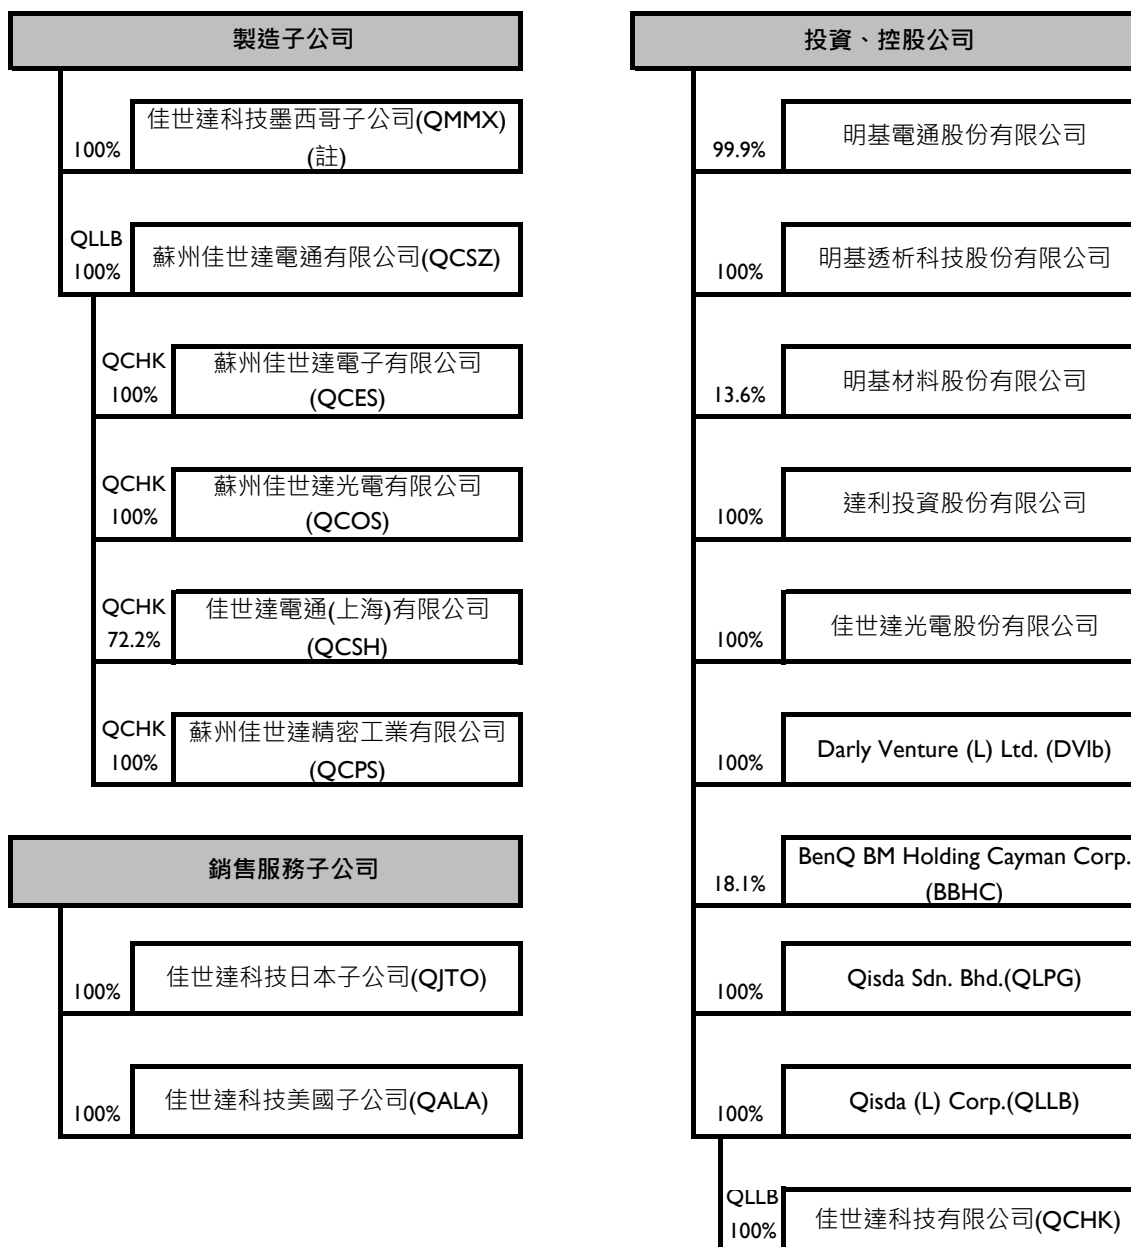 製造子公司
100%
佳世達科技墨西哥子公司(QMMX)
(註)
QLLB
100%
蘇州佳世達電通有限公司(QCSZ)
QCHK
100%
蘇州佳世達電子有限公司
(QCES)
QCHK
100%
蘇州佳世達光電有限公司
(QCOS)
QCHK
72.2%
佳世達電通(上海)有限公司
(QCSH)
QCHK
100%
蘇州佳世達精密工業有限公司
(QCPS)
銷售服務子公司
100%
佳世達科技日本子公司(QJTO)
100%
佳世達科技美國子公司(QALA)
投資、控股公司
99.9%
明基電通股份有限公司
100%
明基透析科技股份有限公司
13.6%
明基材料股份有限公司
100%
達利投資股份有限公司
100%
佳世達光電股份有限公司
100%
Darly Venture (L) Ltd. (DVlb)
18.1%
BenQ BM Holding Cayman Corp.
(BBHC)
100%
Qisda Sdn. Bhd.(QLPG)
100%
Qisda (L) Corp.(QLLB)
QLLB
100%
佳世達科技有限公司(QCHK)